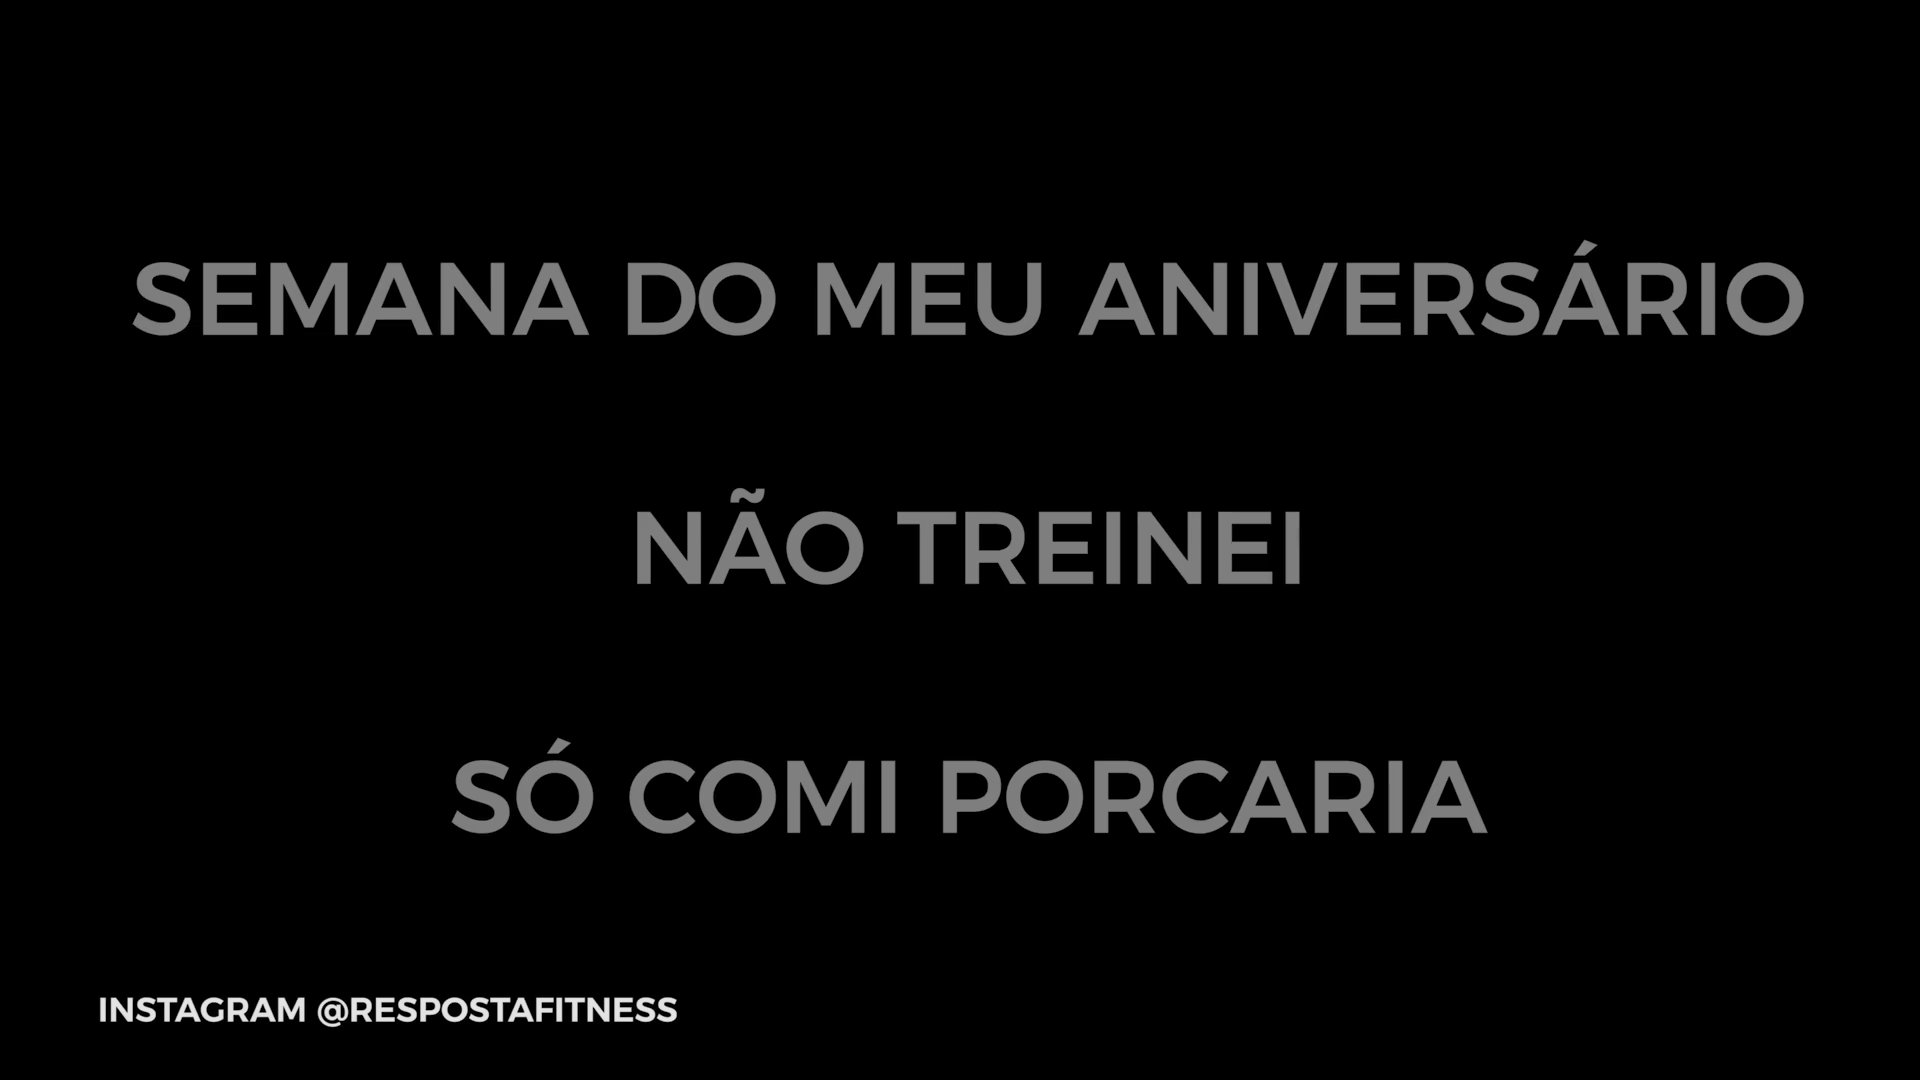 SEMANA DO MEU ANIVERSÁRIO
NÃO TREINEI
SÓ COMI PORCARIA
INSTAGRAM @RESPOSTAFITNESS